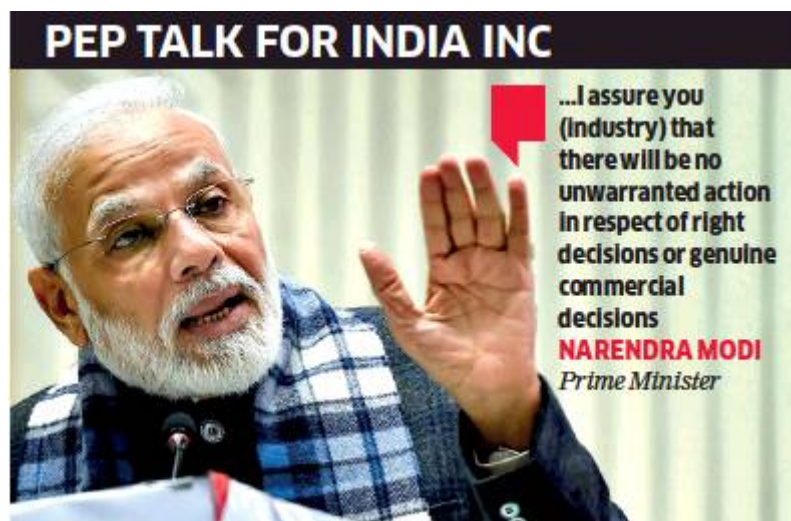 PEP TALK FOR INDIA INC
...I assure you
(industry) that
there will be no
unwarranted action
in respect of right
decisions or genuine
commercial
decisions
NARENDRA MODI
Prime Minister